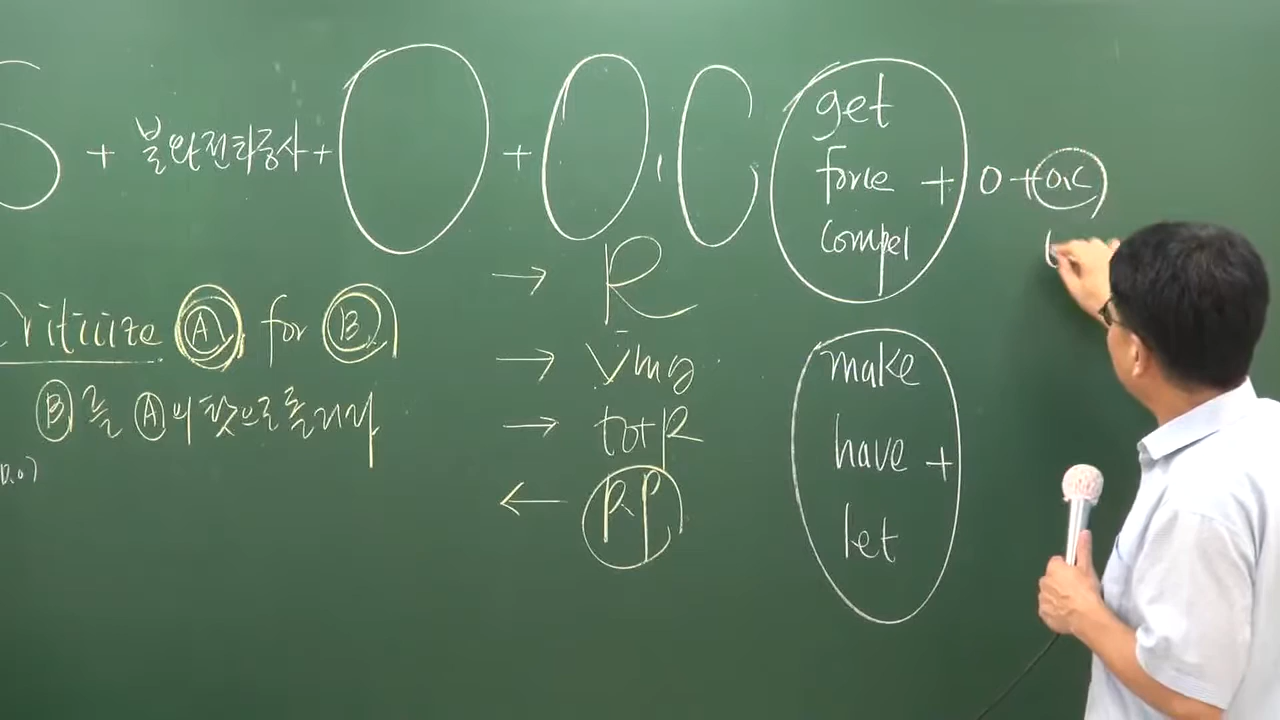 S + 불완전타동사 + O + O.C
→ R
→ Ving
→ to+R
← P.P
Criticize Ⓐ for Ⓑ
Ⓑ를 Ⓐ의 탓으로 돌리다
get
force + O + O.C
compel
t
make
have +
let